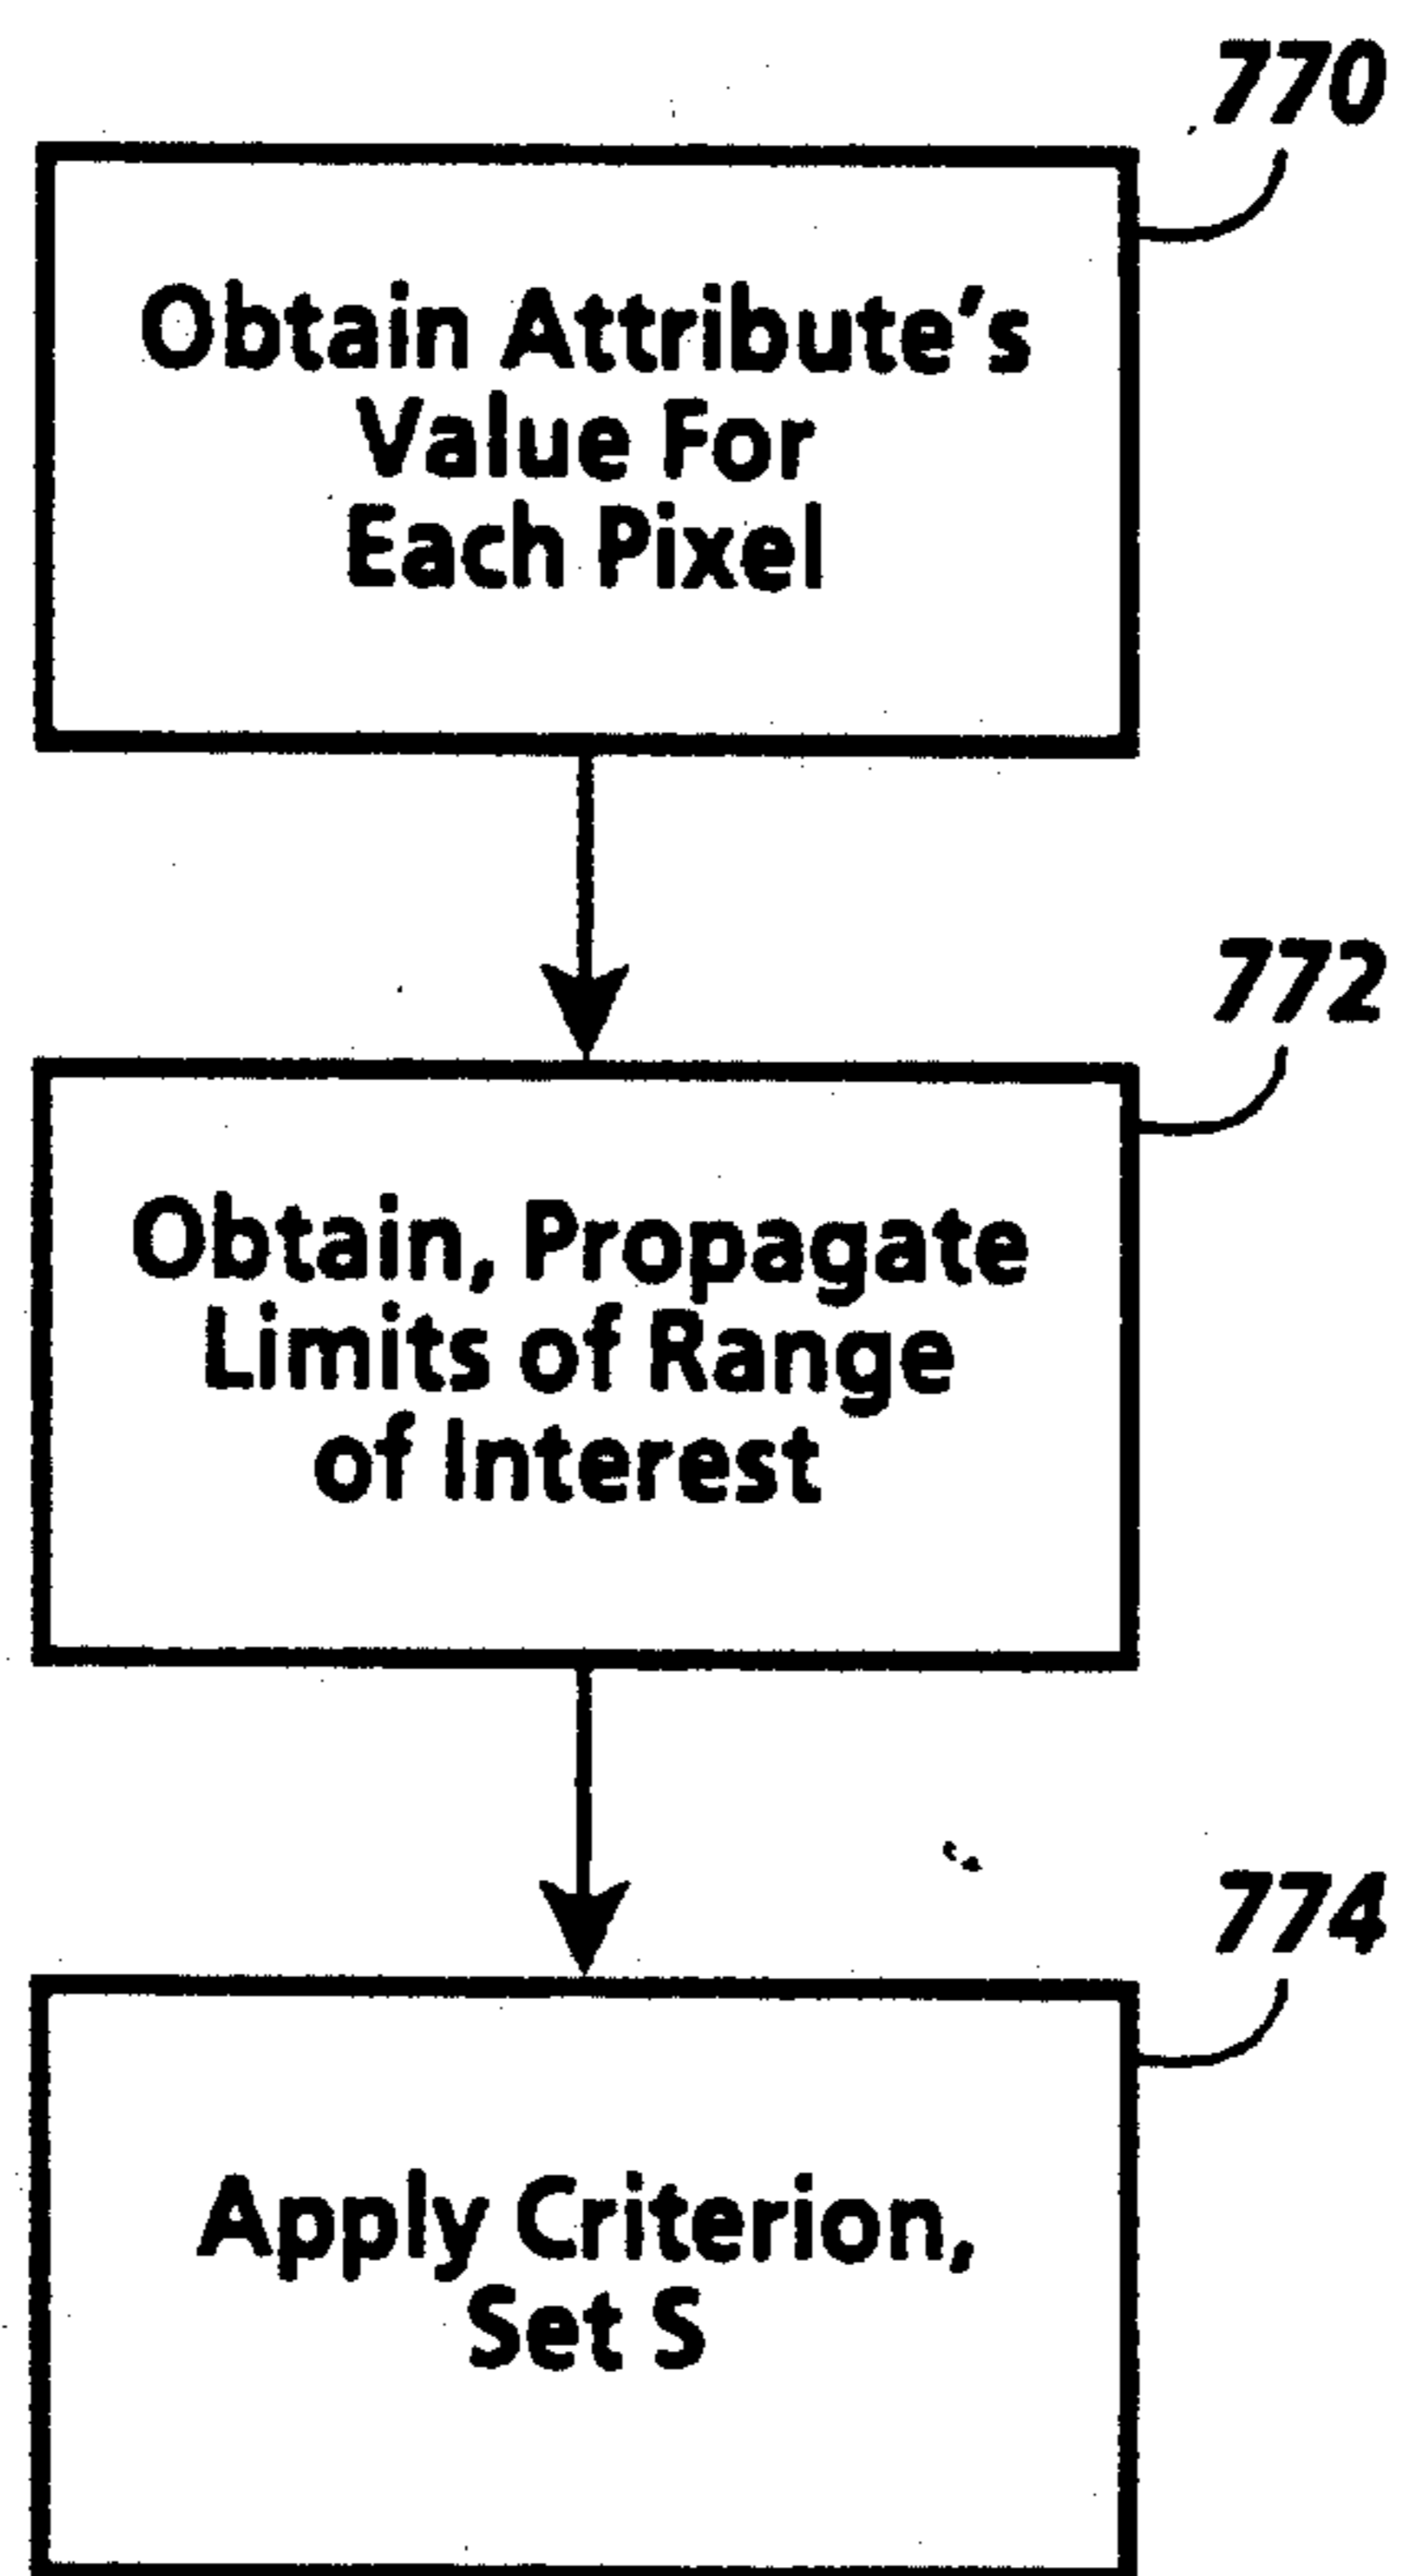 770
Obtain Attribute's
Value For
Each Pixel
772
Obtain, Propagate
Limits of Range
of Interest
774
Apply Criterion,
Set S